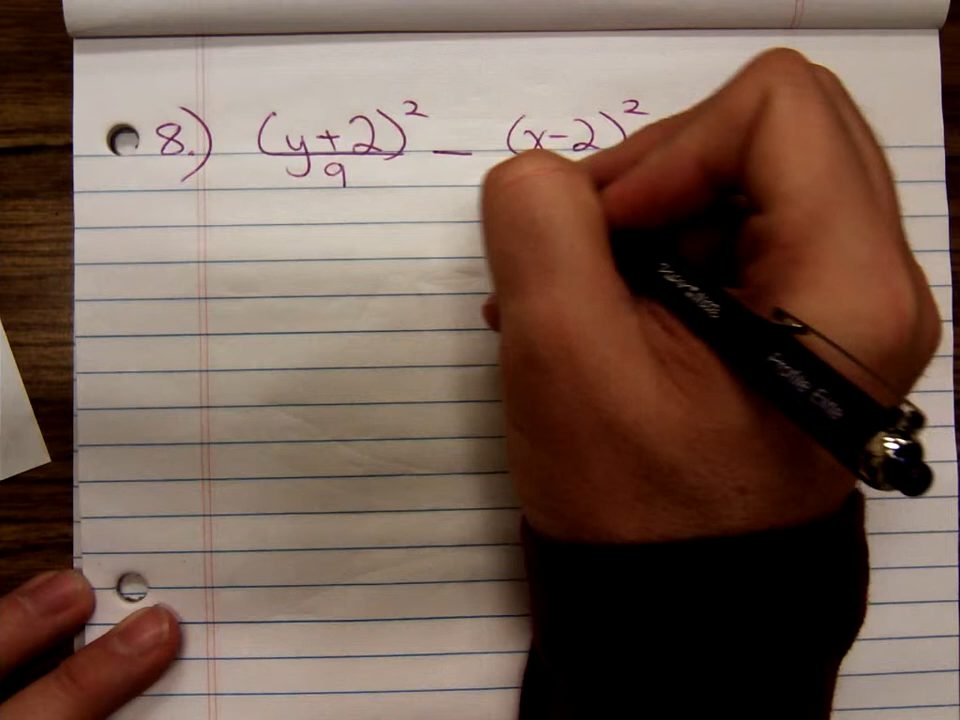 8.) (y+2)² — (x-2)²
9